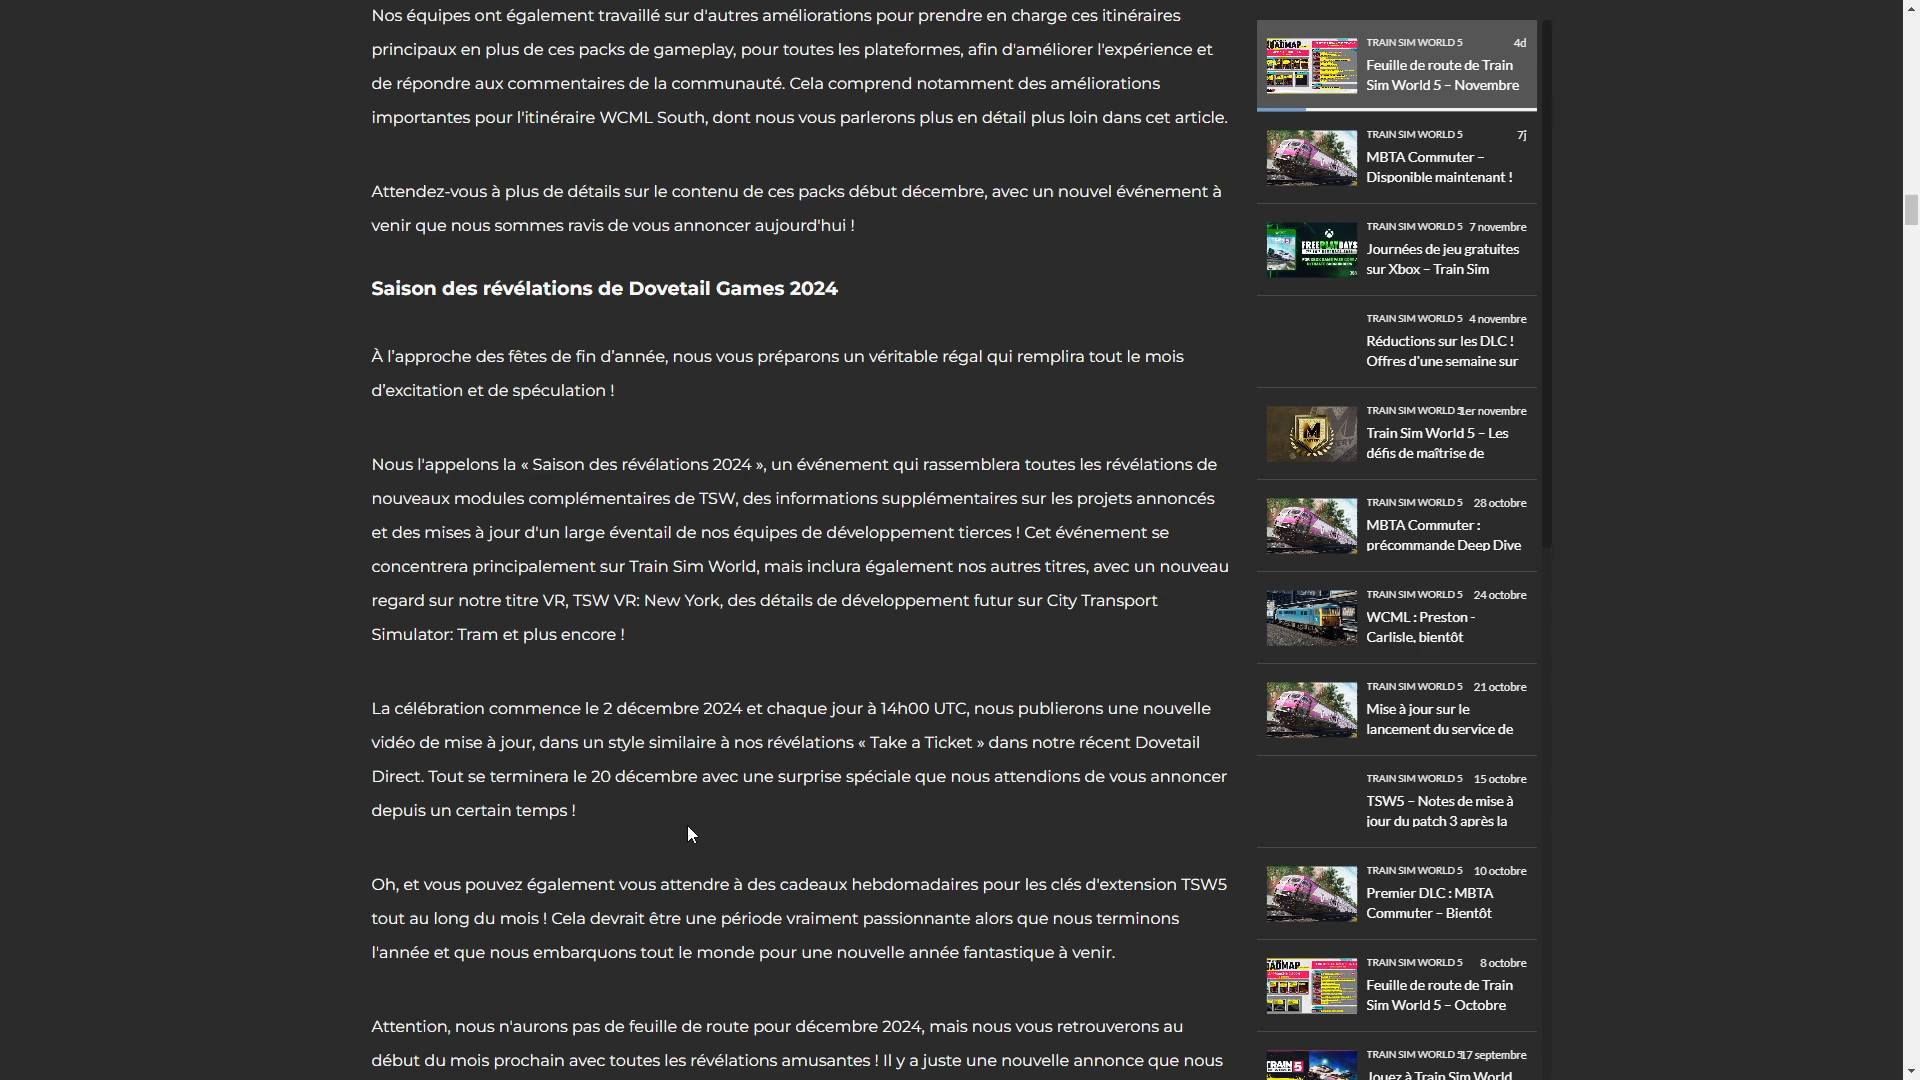 Nos équipes ont également travaillé sur d'autres améliorations pour prendre en charge ces itinéraires
principaux en plus de ces packs de gameplay, pour toutes les plateformes, afin d'améliorer l'expérience et
de répondre aux commentaires de la communauté. Cela comprend notamment des améliorations
importantes pour l'itinéraire WCML South, dont nous vous parlerons plus en détail plus loin dans cet article.
Attendez-vous à plus de détails sur le contenu de ces packs début décembre, avec un nouvel événement à
venir que nous sommes ravis de vous annoncer aujourd'hui !
Saison des révélations de Dovetail Games 2024
À l’approche des fêtes de fin d’année, nous vous préparons un véritable régal qui remplira tout le mois
d’excitation et de spéculation !
Nous l'appelons la « Saison des révélations 2024 », un événement qui rassemblera toutes les révélations de
nouveaux modules complémentaires de TSW, des informations supplémentaires sur les projets annoncés
et des mises à jour d'un large éventail de nos équipes de développement tierces ! Cet événement se
concentrera principalement sur Train Sim World, mais inclura également nos autres titres, avec un nouveau
regard sur notre titre VR, TSW VR: New York, des détails de développement futur sur City Transport
Simulator: Tram et plus encore !
La célébration commence le 2 décembre 2024 et chaque jour à 14h00 UTC, nous publierons une nouvelle
vidéo de mise à jour, dans un style similaire à nos révélations « Take a Ticket » dans notre récent Dovetail
Direct. Tout se terminera le 20 décembre avec une surprise spéciale que nous attendions de vous annoncer
depuis un certain temps !
Oh, et vous pouvez également vous attendre à des cadeaux hebdomadaires pour les clés d'extension TSW5
tout au long du mois ! Cela devrait être une période vraiment passionnante alors que nous terminons
l'année et que nous embarquons tout le monde pour une nouvelle année fantastique à venir.
Attention, nous n'aurons pas de feuille de route pour décembre 2024, mais nous vous retrouverons au
début du mois prochain avec toutes les révélations amusantes ! Il y a juste une nouvelle annonce que nous
TRAIN SIM WORLD 5 4d
Feuille de route de Train
Sim World 5 – Novembre
TRAIN SIM WORLD 5 7j
MBTA Commuter –
Disponible maintenant !
TRAIN SIM WORLD 5 7 novembre
FREE PLAY DAYS
Journées de jeu gratuites
sur Xbox – Train Sim
TRAIN SIM WORLD 5 4 novembre
Réductions sur les DLC !
Offres d'une semaine sur
TRAIN SIM WORLD 5 1er novembre
Train Sim World 5 – Les
défis de maîtrise de
TRAIN SIM WORLD 5 28 octobre
MBTA Commuter :
précommande Deep Dive
TRAIN SIM WORLD 5 24 octobre
WCML : Preston -
Carlisle, bientôt
TRAIN SIM WORLD 5 21 octobre
Mise à jour sur le
lancement du service de
TRAIN SIM WORLD 5 15 octobre
TSW5 – Notes de mise à
jour du patch 3 après la
TRAIN SIM WORLD 5 10 octobre
Premier DLC : MBTA
Commuter – Bientôt
TRAIN SIM WORLD 5 8 octobre
Feuille de route de Train
Sim World 5 – Octobre
TRAIN SIM WORLD 5 17 septembre
Jouez à Train Sim World